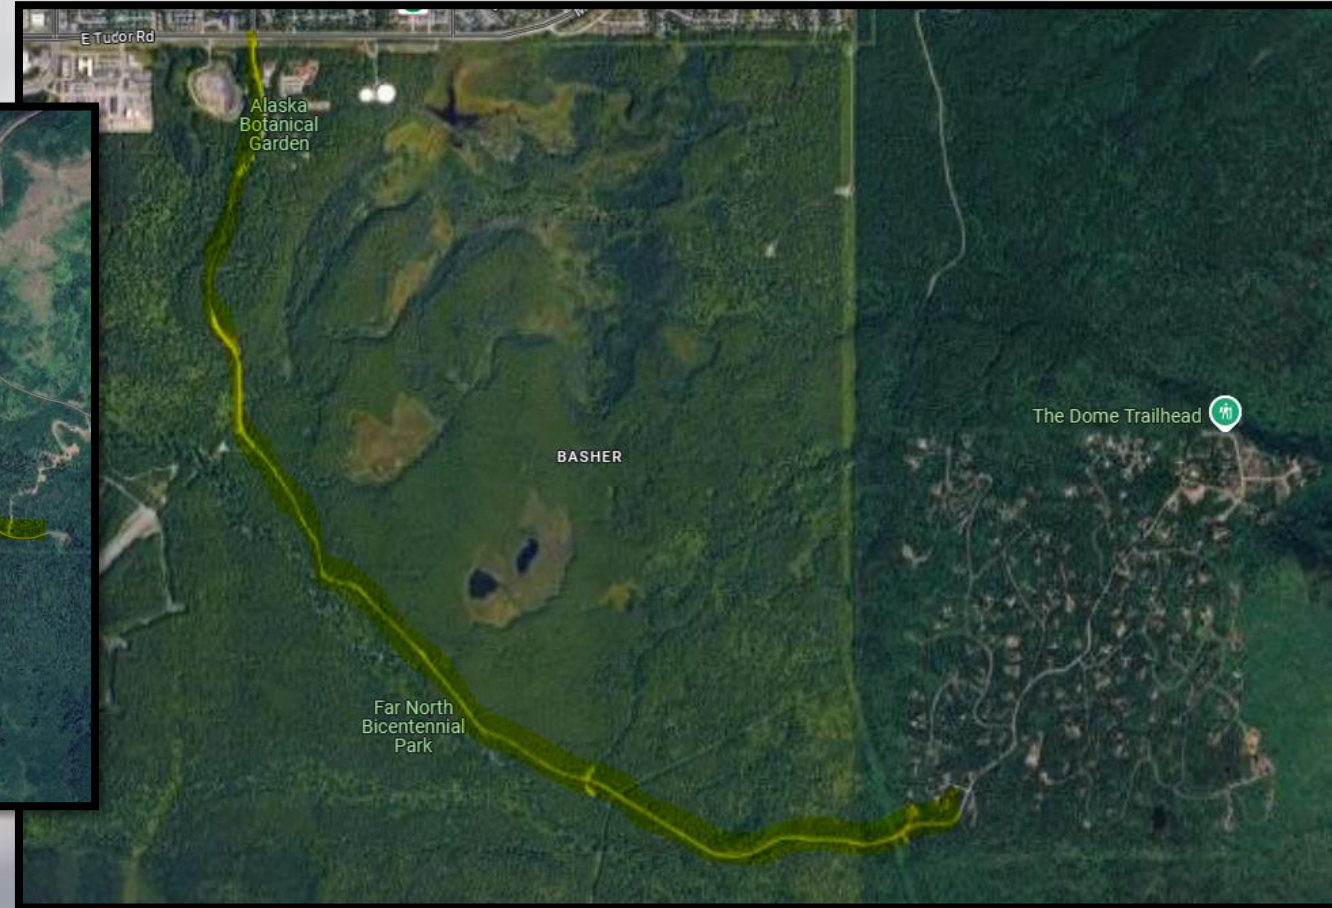 E Tudor Rd
Alaska
Botanical
Garden
The Dome Trailhead
BASHER
Far North
Bicentennial
Park